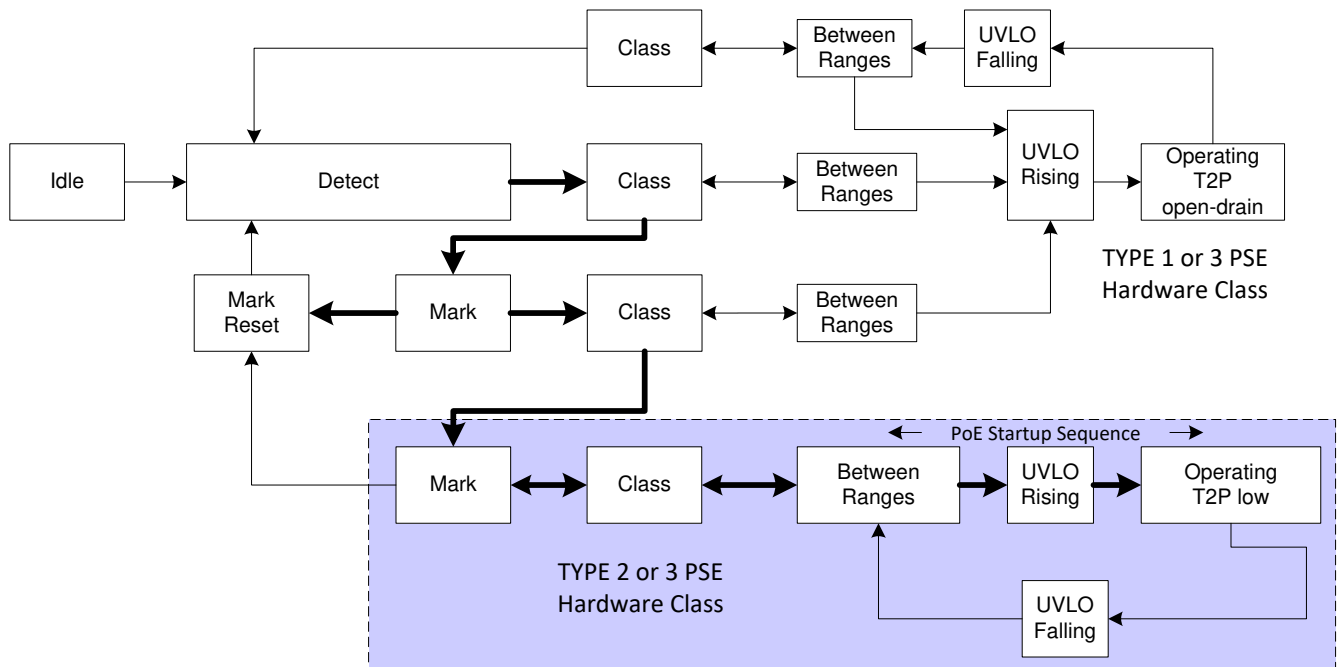 Class
Between
Ranges
UVLO
Falling
Idle
Detect
Class
Between
Ranges
UVLO
Rising
Operating
T2P
open-drain
TYPE 1 or 3 PSE
Hardware Class
Mark
Reset
Mark
Class
Between
Ranges
PoE Startup Sequence
Mark
Class
Between
Ranges
UVLO
Rising
Operating
T2P low
TYPE 2 or 3 PSE
Hardware Class
UVLO
Falling